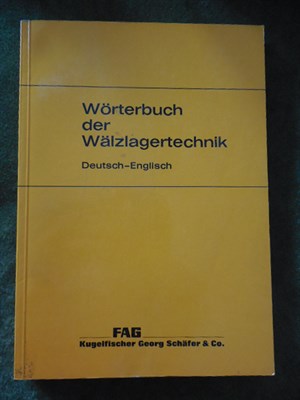 Wörterbuch
der
Wälzlagertechnik
Deutsch-Englisch
FAG
Kugelfischer Georg Schäfer & Co.